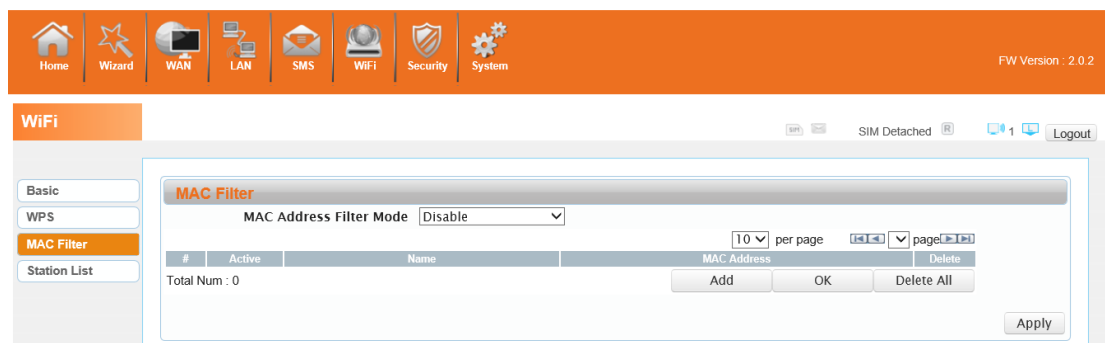 Home Wizard WAN LAN SMS WiFi Security System
FW Version : 2.0.2
WiFi
SIM SIM Detached R 1 Logout
Basic
WPS
MAC Filter
Station List
MAC Filter
MAC Address Filter Mode Disable
10 per page page
# Active Name MAC Address Delete
Total Num : 0 Add OK Delete All
Apply